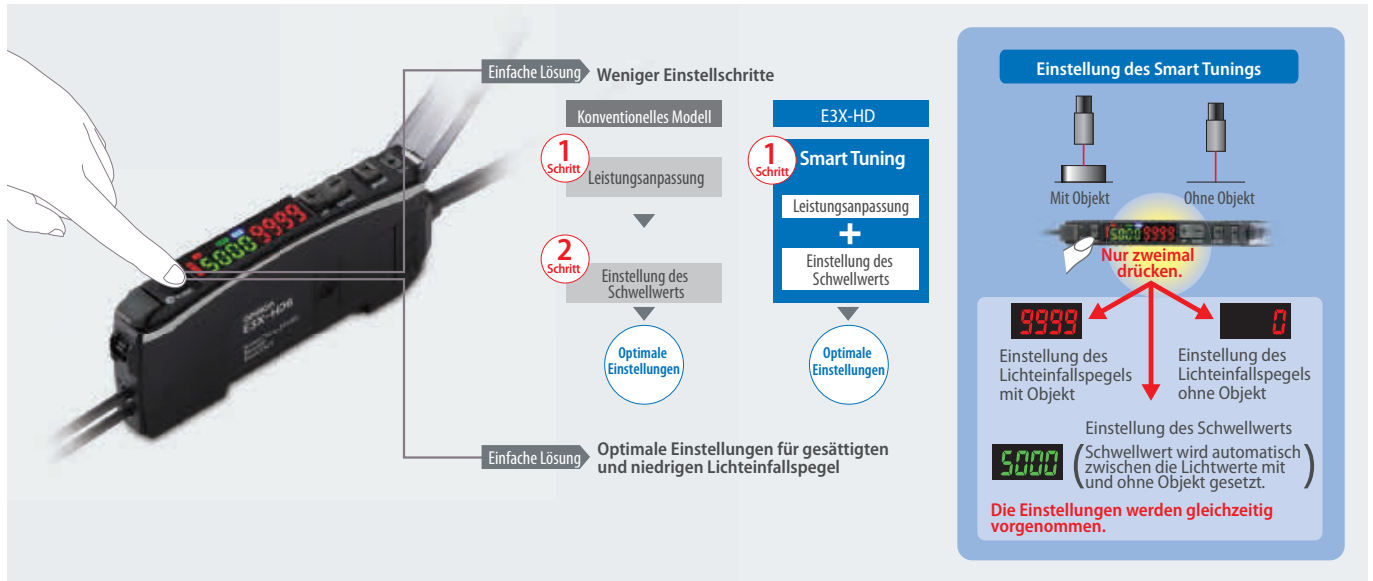 Einfache Lösung
Weniger Einstellschritte
Konventionelles Modell
1
Schritt
Leistungsanpassung
2
Schritt
Einstellung des
Schwellwerts
Optimale
Einstellungen
E3X-HD
1
Schritt
Smart Tuning
Leistungsanpassung
+
Einstellung des
Schwellwerts
Optimale
Einstellungen
5000 9999
OMRON
E3X-HD6
Einfache Lösung
Optimale Einstellungen für gesättigten
und niedrigen Lichteinfallspegel
Einstellung des Smart Tunings
Mit Objekt
Ohne Objekt
5000 9999
Nur zweimal
drücken.
9999
Einstellung des
Lichteinfallspegels
mit Objekt
0
Einstellung des
Lichteinfallspegels
ohne Objekt
Einstellung des Schwellwerts
5000
(Schwellwert wird automatisch
zwischen die Lichtwerte mit
und ohne Objekt gesetzt.)
Die Einstellungen werden gleichzeitig
vorgenommen.